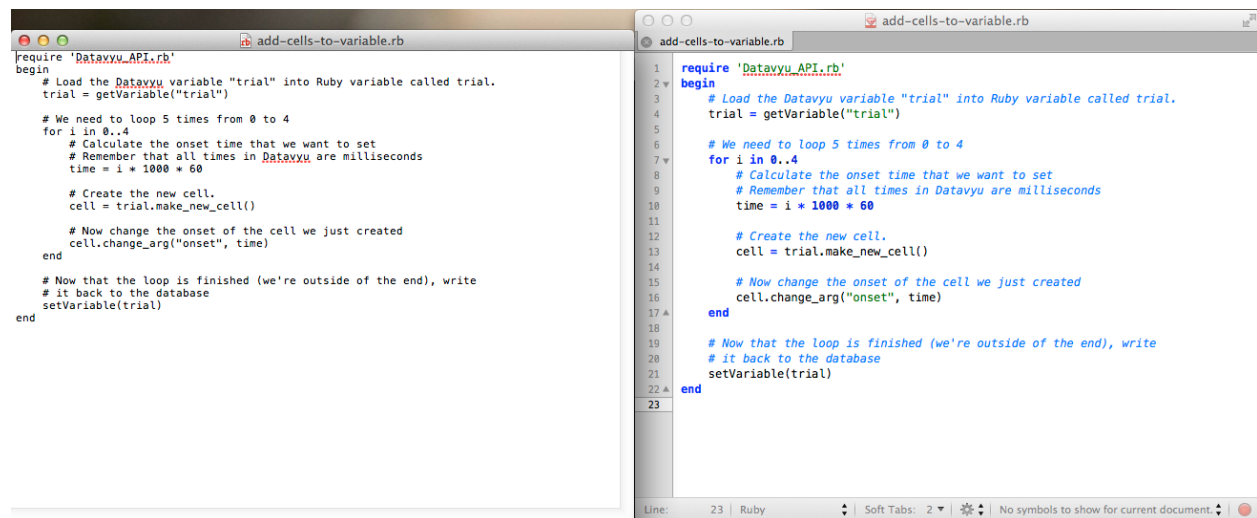 add-cells-to-variable.rb
require 'Datavyu_API.rb'
begin
    # Load the Datavyu variable "trial" into Ruby variable called trial.
    trial = getVariable("trial")
    # We need to loop 5 times from 0 to 4
    for i in 0..4
        # Calculate the onset time that we want to set
        # Remember that all times in Datavyu are milliseconds
        time = i * 1000 * 60
        # Create the new cell.
        cell = trial.make_new_cell()
        # Now change the onset of the cell we just created
        cell.change_arg("onset", time)
    end
    # Now that the loop is finished (we're outside of the end), write
    # it back to the database
    setVariable(trial)
end
add-cells-to-variable.rb
add-cells-to-variable.rb
1 require 'Datavyu_API.rb'
2 begin
3     # Load the Datavyu variable "trial" into Ruby variable called trial.
4     trial = getVariable("trial")
5
6     # We need to loop 5 times from 0 to 4
7     for i in 0..4
8         # Calculate the onset time that we want to set
9         # Remember that all times in Datavyu are milliseconds
10         time = i * 1000 * 60
11
12         # Create the new cell.
13         cell = trial.make_new_cell()
14
15         # Now change the onset of the cell we just created
16         cell.change_arg("onset", time)
17     end
18
19     # Now that the loop is finished (we're outside of the end), write
20     # it back to the database
21     setVariable(trial)
22 end
23
Line: 23 Ruby Soft Tabs: 2 No symbols to show for current document.